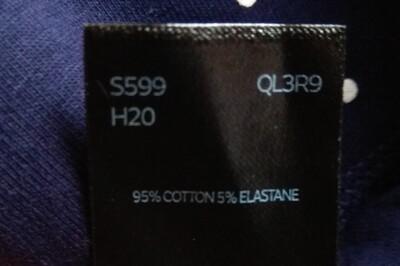 S599 QL3R9
H20
95% COTTON 5% ELASTANE